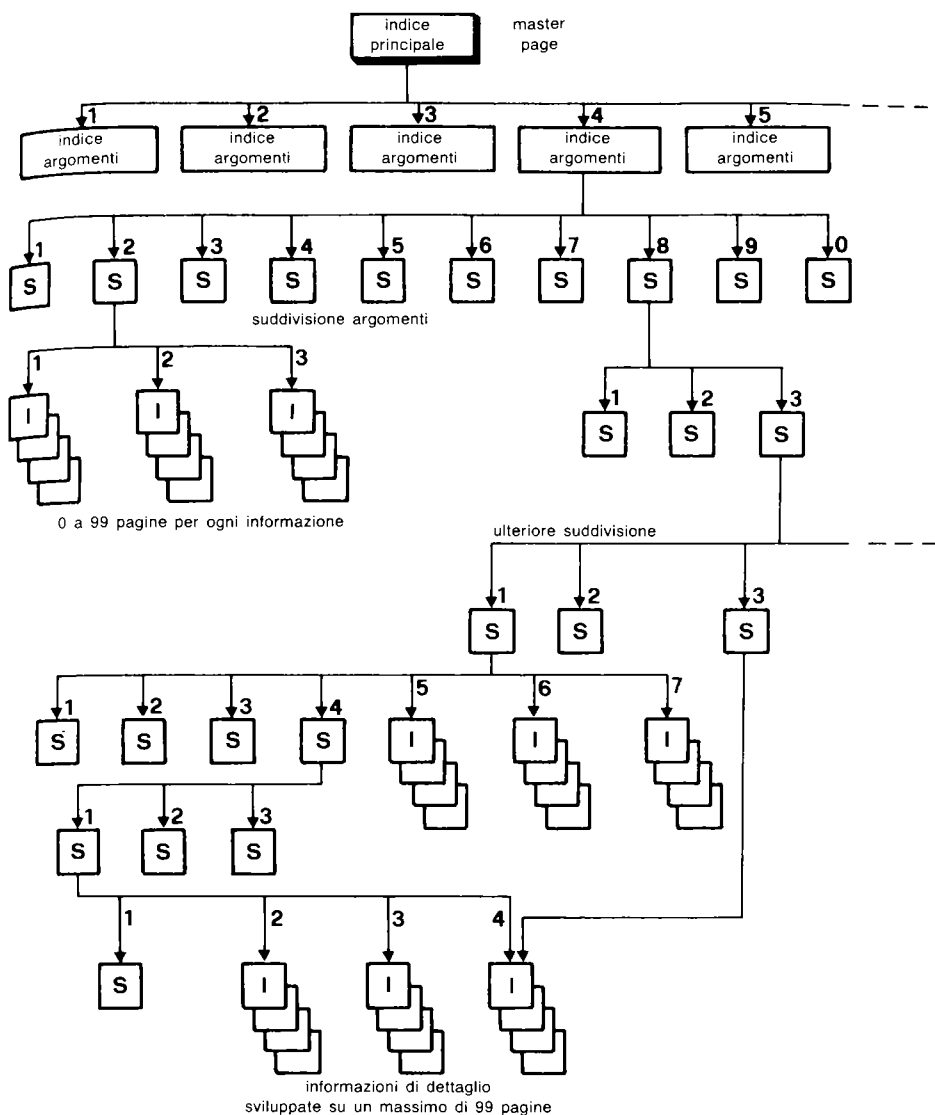 indice
principale
master
page
1 2 3 4 5
indice
argomenti
indice
argomenti
indice
argomenti
indice
argomenti
indice
argomenti
1 2 3 4 5 6 7 8 9 0
S S S S S S S S S S
suddivisione argomenti
1 2 3
I I I
1 2 3
S S S
0 a 99 pagine per ogni informazione
ulteriore suddivisione
1 2 3
S S S
1 2 3 4 5 6 7
S S S S I I I
1 2 3
S S S
1 2 3 4
S I I I
informazioni di dettaglio
sviluppate su un massimo di 99 pagine